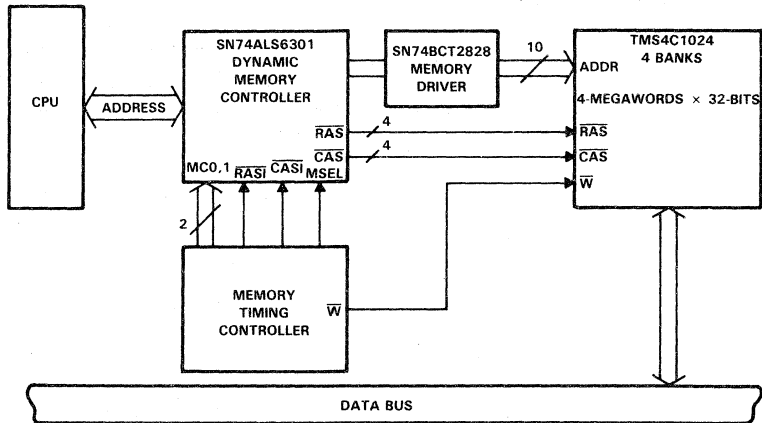 CPU
ADDRESS
SN74ALS6301
DYNAMIC
MEMORY
CONTROLLER
RAS
CAS
MC0,1 RASI CASI MSEL
SN74BCT2828
MEMORY
DRIVER
10
4
4
TMS4C1024
4 BANKS
ADDR
4-MEGAWORDS × 32-BITS
RAS
CAS
W
2
MEMORY
TIMING
CONTROLLER
W
DATA BUS